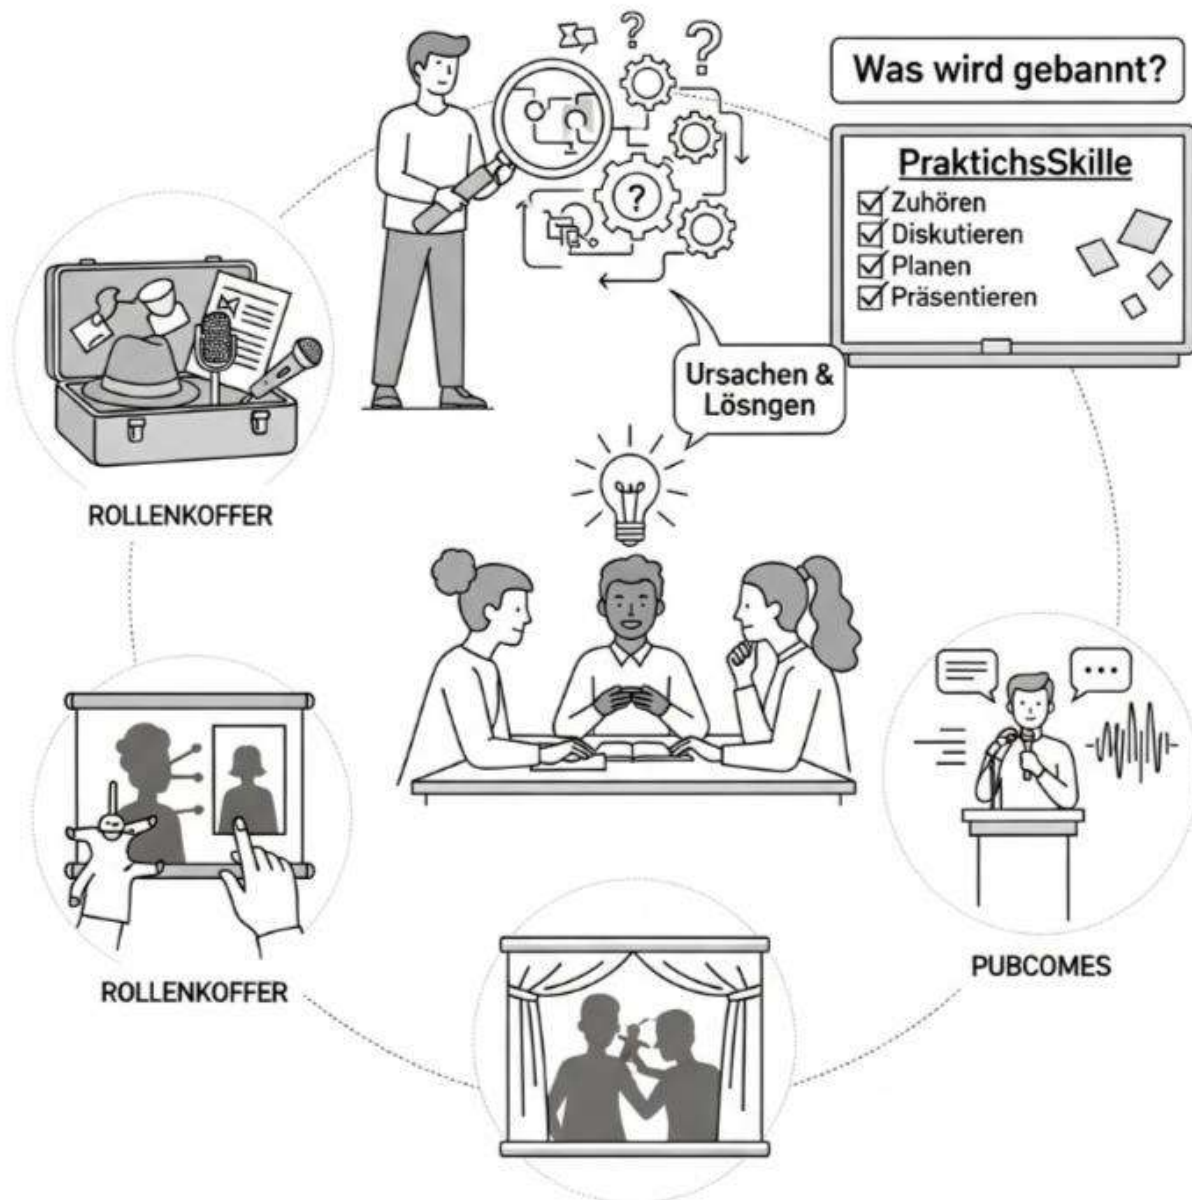 ? ?
Was wird gebannt?
PraktichsSkille
Zuhören
Diskutieren
Planen
Präsentieren
?
Ursachen &
Lösngen
ROLLENKOFFER
ROLLENKOFFER
PUBCOMES